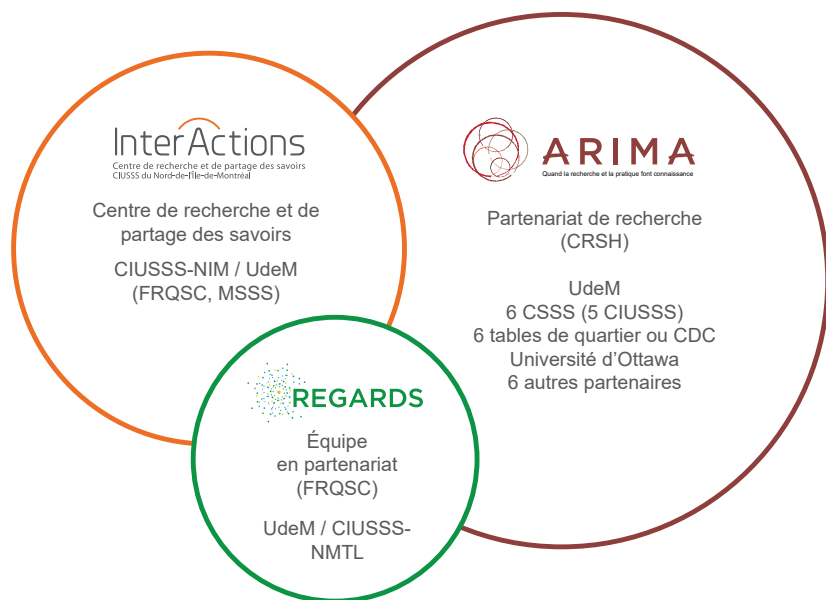 InterActions
Centre de recherche et de partage des savoirs
CIUSSS du Nord-de-l'Île-de-Montréal
Centre de recherche et de
partage des savoirs
CIUSSS-NIM / UdeM
(FRQSC, MSSS)
ARIMA
Quand la recherche et la pratique font connaissance
Partenariat de recherche
(CRSH)
UdeM
6 CSSS (5 CIUSSS)
6 tables de quartier ou CDC
Université d'Ottawa
6 autres partenaires
REGARDS
Équipe
en partenariat
(FRQSC)
UdeM / CIUSSS-
NMTL